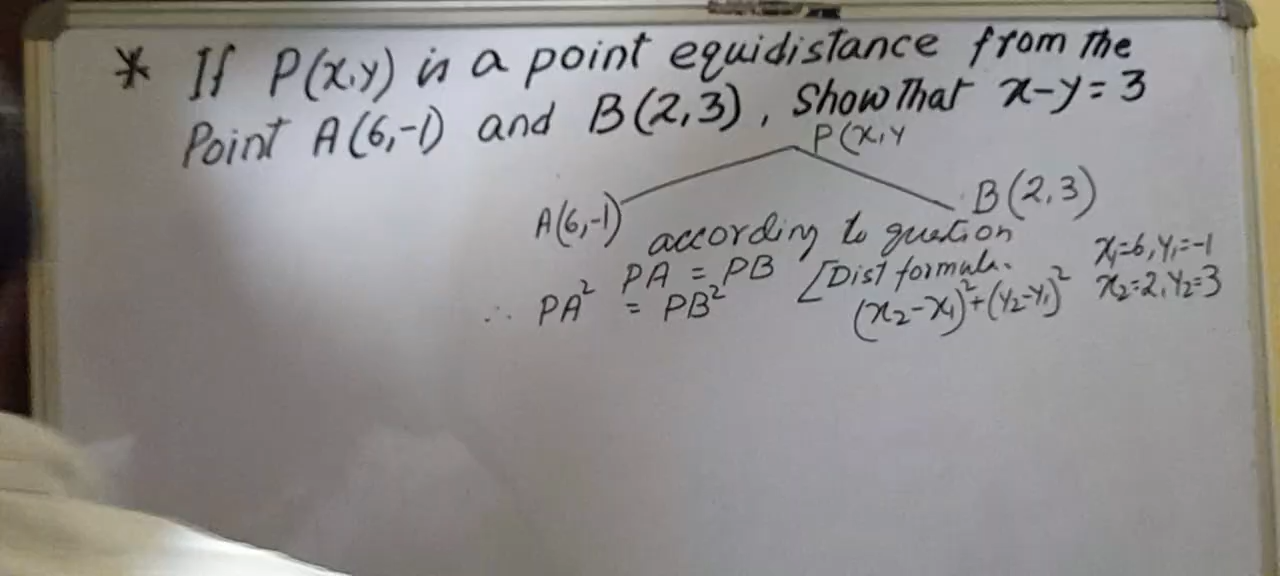 * If P(x,y) is a point equidistance from the
Point A(6,-1) and B(2,3), Show That x-y=3
P(x,y
A(6,-1)
B(2,3)
according to quetion
PA = PB [Dist formula.
x₁=6, y₁=-1
∴ PA² = PB²
(x₂-x₁)²+(y₂-y₁)²
x₂=2, y₂=3